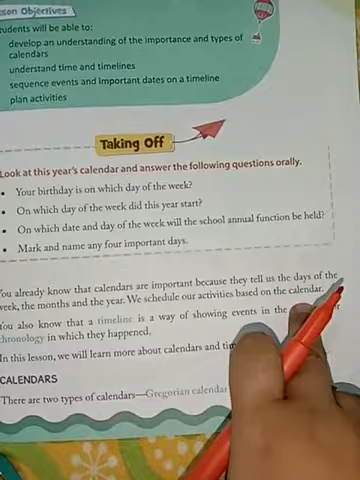 son Objectives
udents will be able to:
develop an understanding of the importance and types of
calendars
understand time and timelines
sequence events and important dates on a timeline
plan activities
Taking Off
Look at this year's calendar and answer the following questions orally.
• Your birthday is on which day of the week?
• On which day of the week did this year start?
• On which date and day of the week will the school annual function be held?
• Mark and name any four important days.
You already know that calendars are important because they tell us the days of the
week, the months and the year. We schedule our activities based on the calendar.
You also know that a timeline is a way of showing events in the
chronology in which they happened.
In this lesson, we will learn more about calendars and
CALENDARS
There are two types of calendars—Gregorian calendar